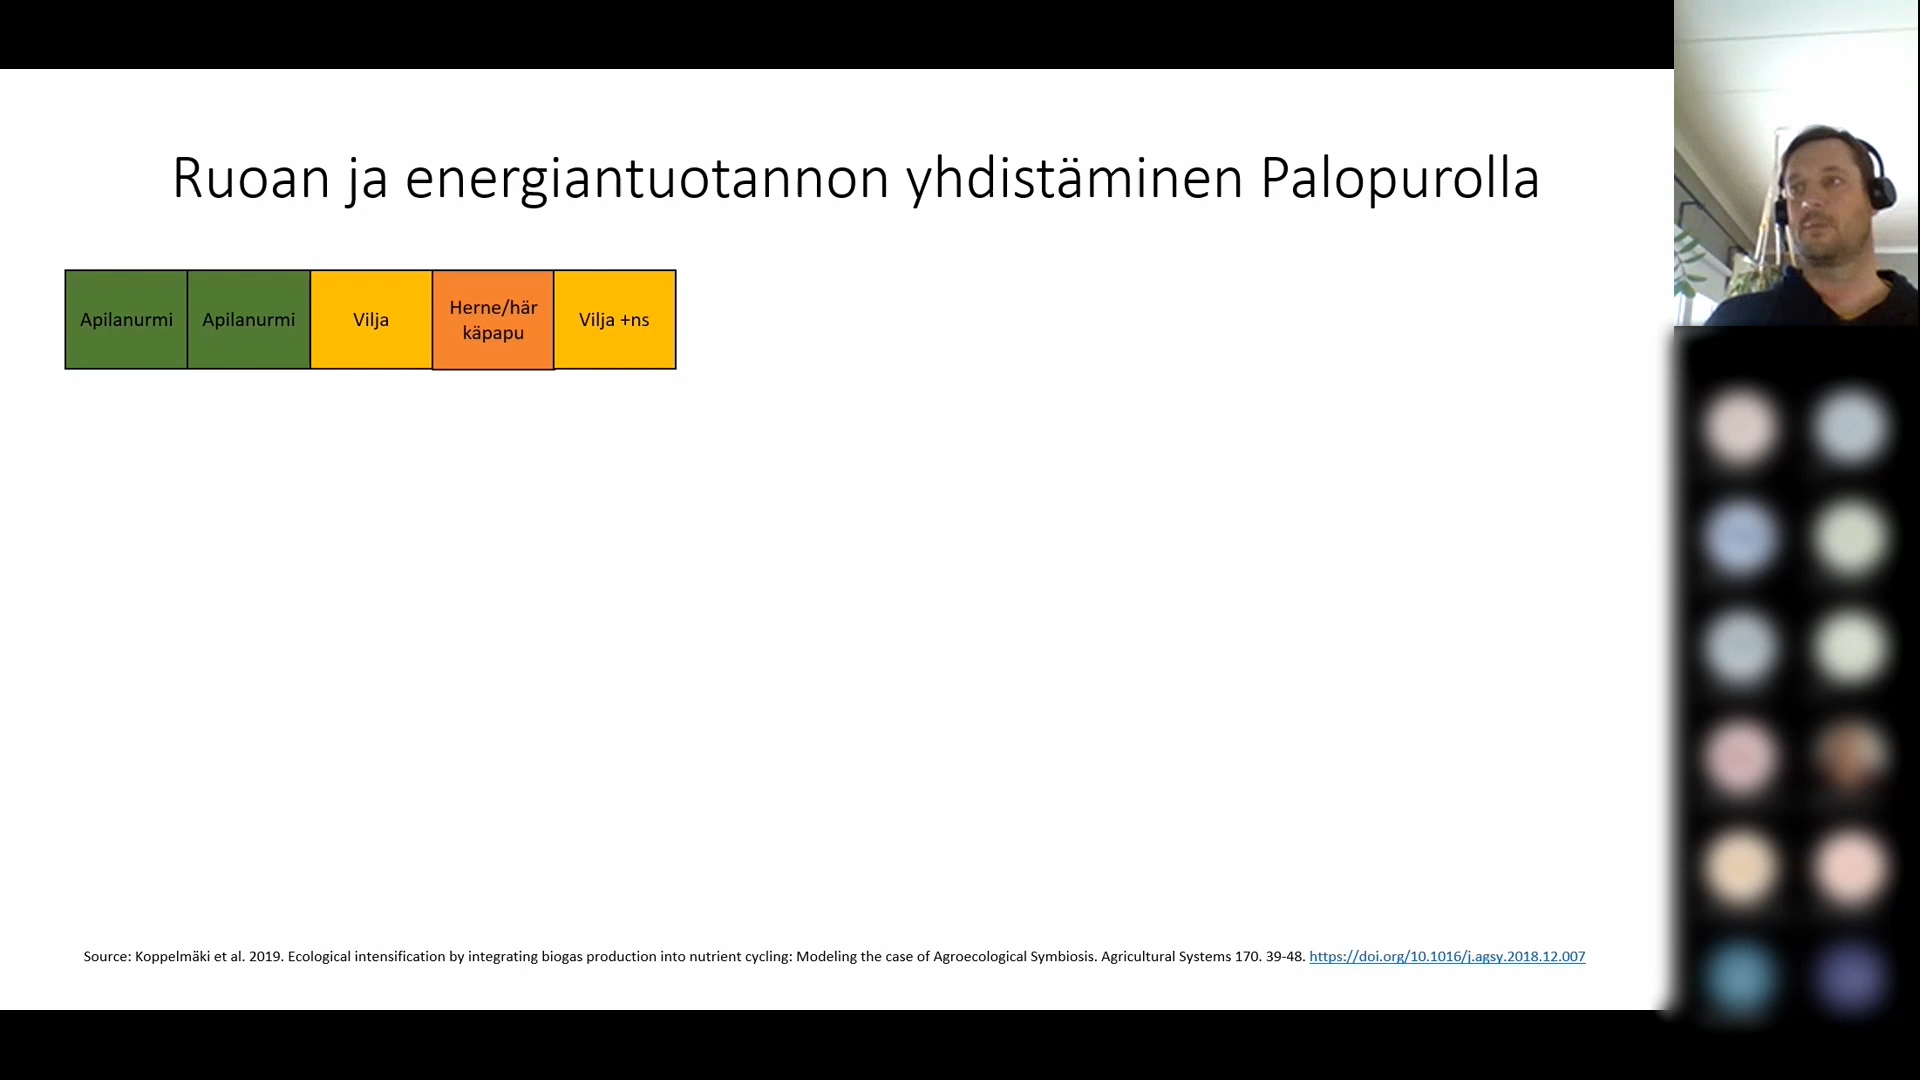 Ruoan ja energiantuotannon yhdistäminen Palopurolla
Apilanurmi
Apilanurmi
Vilja
Herne/här
käpapu
Vilja +ns
Source: Koppelmäki et al. 2019. Ecological intensification by integrating biogas production into nutrient cycling: Modeling the case of Agroecological Symbiosis. Agricultural Systems 170. 39-48. https://doi.org/10.1016/j.agsy.2018.12.007